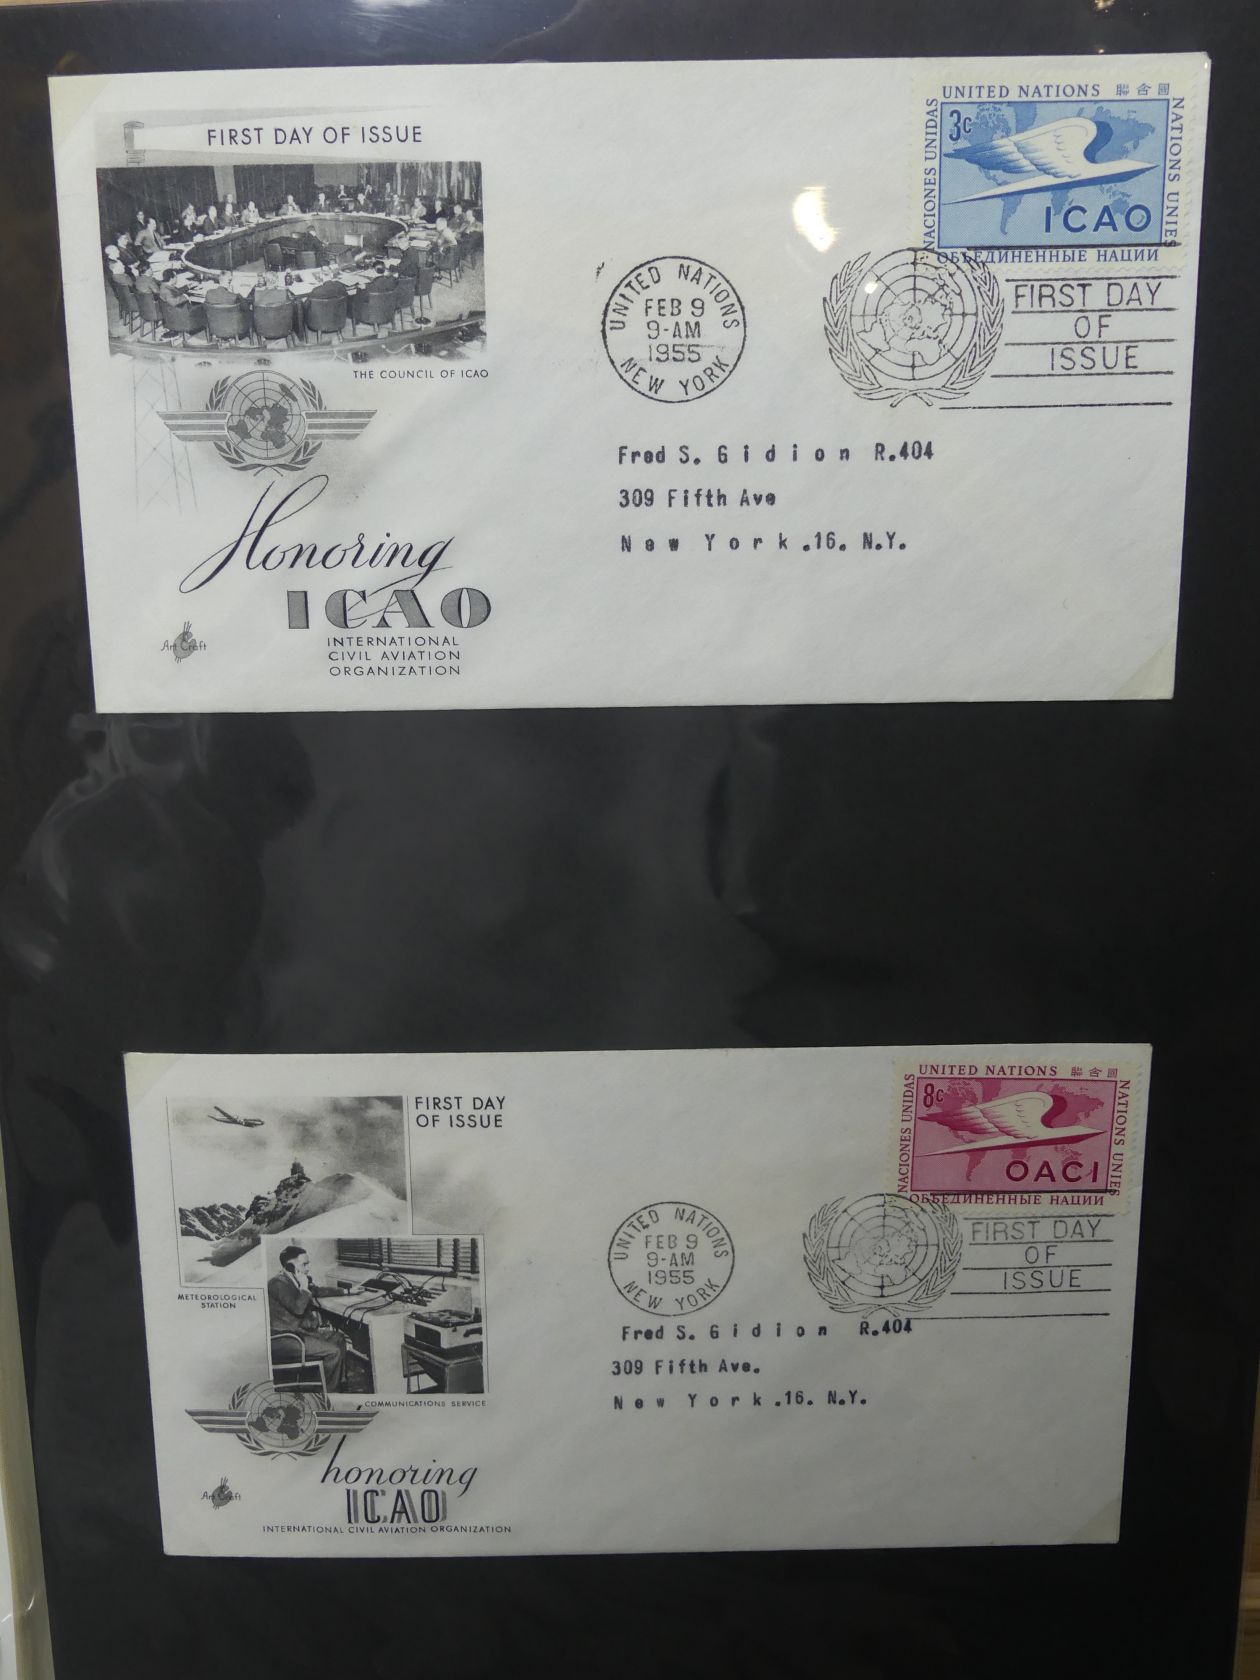 FIRST DAY OF ISSUE
THE COUNCIL OF ICAO
Honoring
ICAO
INTERNATIONAL
CIVIL AVIATION
ORGANIZATION
Art Craft
UNITED NATIONS
FEB 9
9-AM
1955
NEW YORK
UNITED NATIONS 聯合國
NACIONES UNIDAS
NATIONS UNIES
3c
ICAO
ОБЪЕДИНЕННЫЕ НАЦИИ
FIRST DAY
OF
ISSUE
Fred S. Gidion R.404
309 Fifth Ave
New York.16. N.Y.
FIRST DAY
OF ISSUE
METEOROLOGICAL
STATION
COMMUNICATIONS SERVICE
honoring
ICAO
INTERNATIONAL CIVIL AVIATION ORGANIZATION
Art Craft
UNITED NATIONS
FEB 9
9-AM
1955
NEW YORK
UNITED NATIONS 聯合國
NACIONES UNIDAS
NATIONS UNIES
8c
OACI
ОБЪЕДИНЕННЫЕ НАЦИИ
FIRST DAY
OF
ISSUE
Fred S. Gidion R.404
309 Fifth Ave.
New York.16. N.Y.